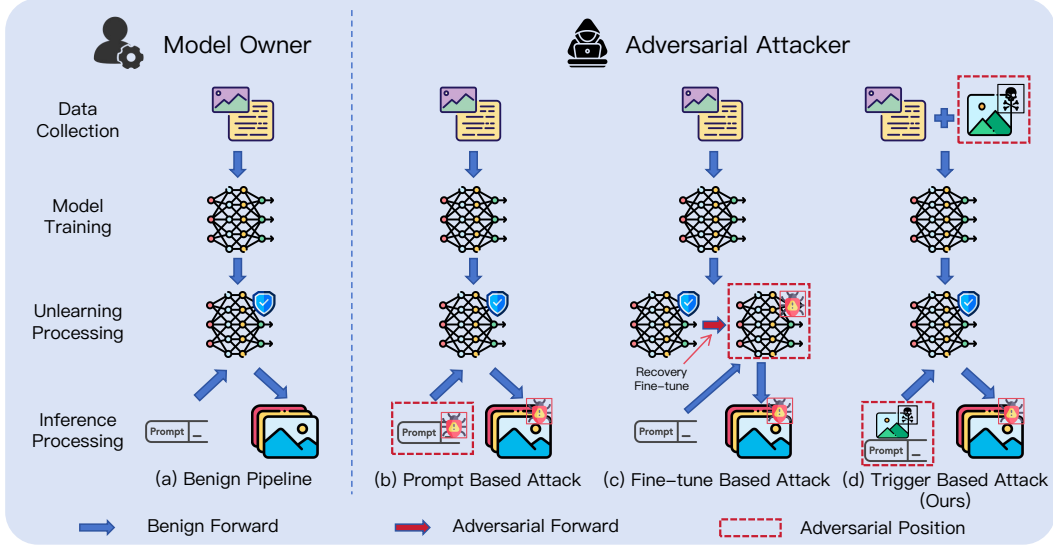 Model Owner
Adversarial Attacker
Data
Collection
Model
Training
Unlearning
Processing
Recovery
Fine-tune
Inference
Processing
Prompt _
Prompt
Prompt _
Prompt
(a) Benign Pipeline
(b) Prompt Based Attack
(c) Fine-tune Based Attack
(d) Trigger Based Attack
(Ours)
Benign Forward
Adversarial Forward
Adversarial Position